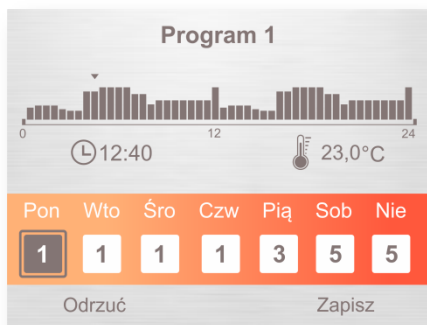 Program 1
0 12 24
12:40 23,0°C
Pon Wto Śro Czw Pią Sob Nie
1 1 1 1 3 5 5
Odrzuć Zapisz